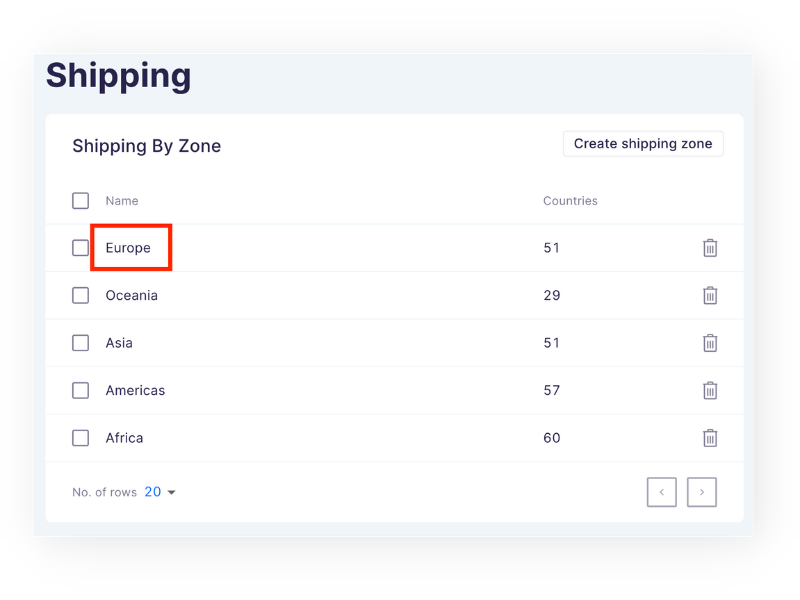 Shipping
Shipping By Zone
Create shipping zone
Name Countries
Europe 51
Oceania 29
Asia 51
Americas 57
Africa 60
No. of rows 20